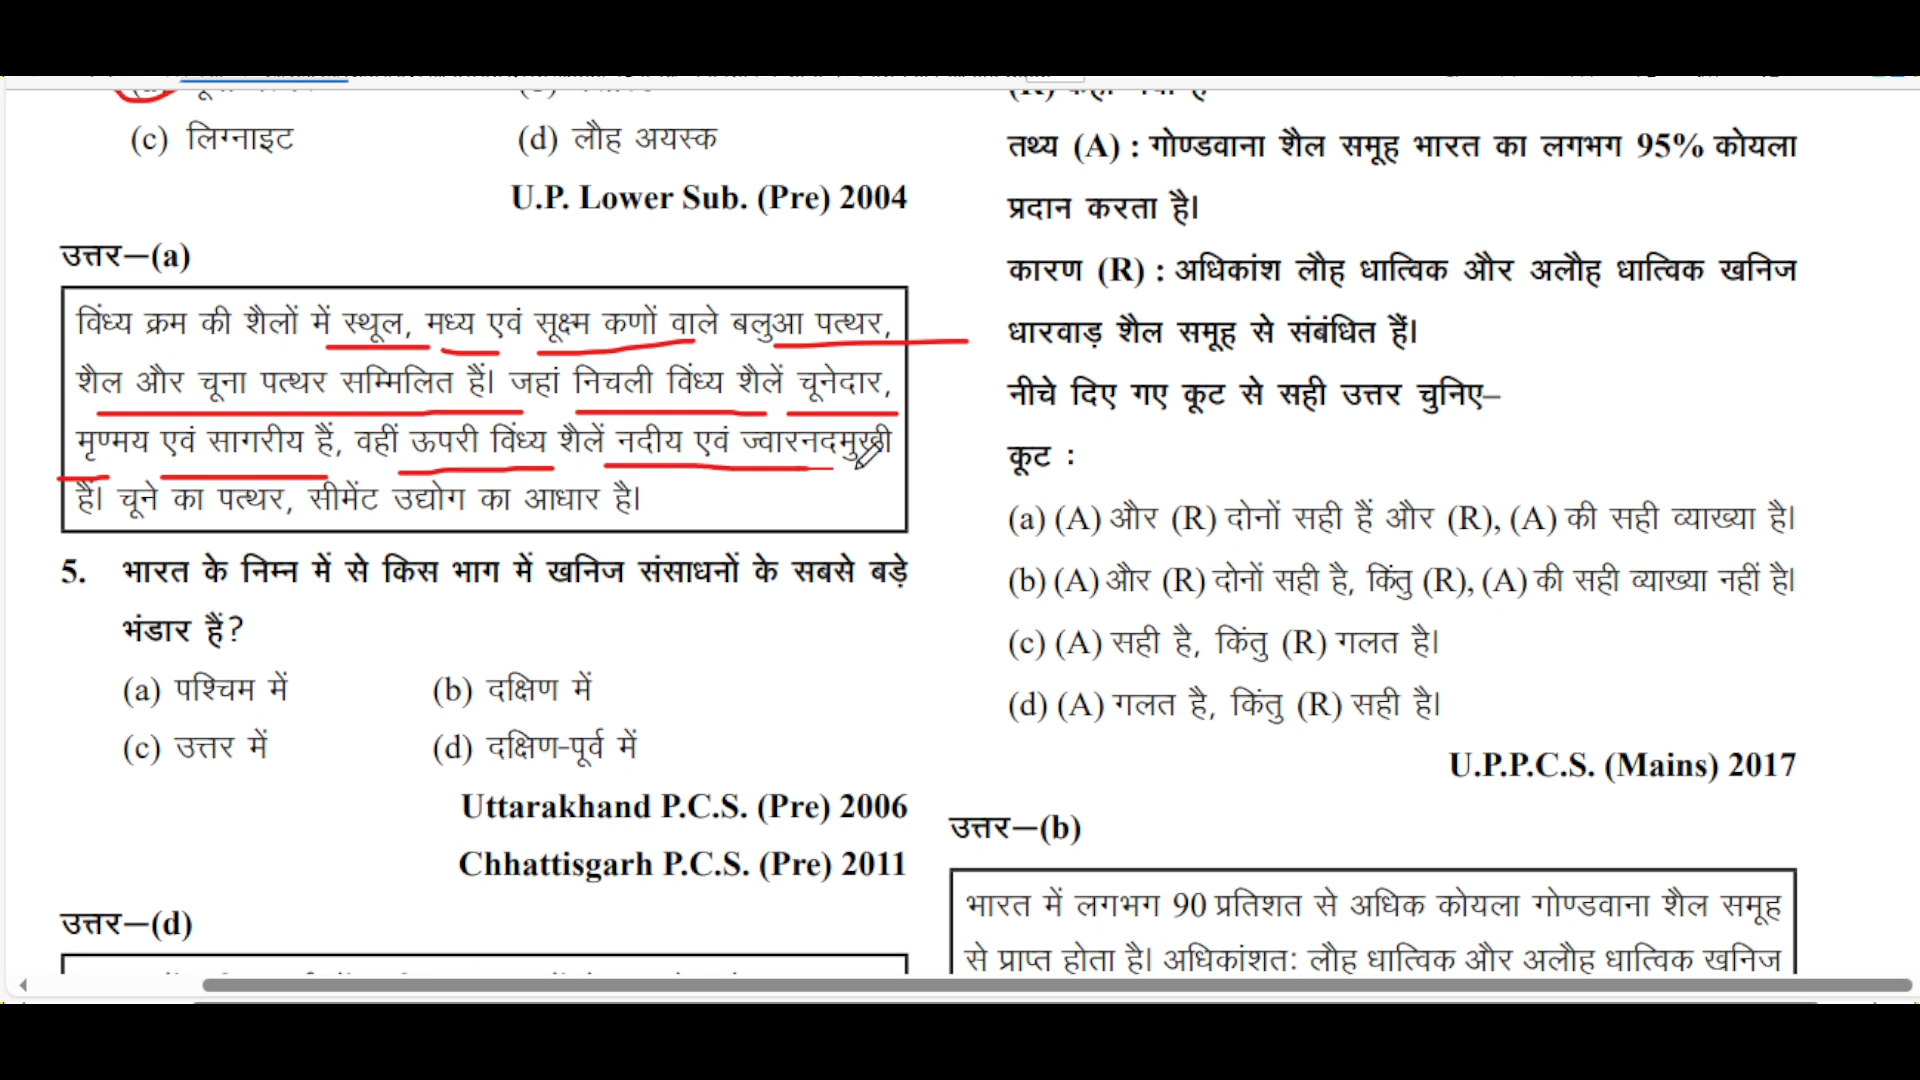 (c) लिग्नाइट (d) लौह अयस्क
U.P. Lower Sub. (Pre) 2004
उत्तर–(a)
विंध्य क्रम की शैलों में स्थूल, मध्य एवं सूक्ष्म कणों वाले बलुआ पत्थर,
शैल और चूना पत्थर सम्मिलित हैं। जहां निचली विंध्य शैलें चूनेदार,
मृण्मय एवं सागरीय हैं, वहीं ऊपरी विंध्य शैलें नदीय एवं ज्वारनदमुखी
हैं। चूने का पत्थर, सीमेंट उद्योग का आधार है।
5. भारत के निम्न में से किस भाग में खनिज संसाधनों के सबसे बड़े
भंडार हैं?
(a) पश्चिम में (b) दक्षिण में
(c) उत्तर में (d) दक्षिण-पूर्व में
Uttarakhand P.C.S. (Pre) 2006
Chhattisgarh P.C.S. (Pre) 2011
उत्तर–(d)
तथ्य (A) : गोण्डवाना शैल समूह भारत का लगभग 95% कोयला
प्रदान करता है।
कारण (R) : अधिकांश लौह धात्विक और अलौह धात्विक खनिज
धारवाड़ शैल समूह से संबंधित हैं।
नीचे दिए गए कूट से सही उत्तर चुनिए–
कूट :
(a) (A) और (R) दोनों सही हैं और (R), (A) की सही व्याख्या है।
(b) (A) और (R) दोनों सही है, किंतु (R), (A) की सही व्याख्या नहीं है।
(c) (A) सही है, किंतु (R) गलत है।
(d) (A) गलत है, किंतु (R) सही है।
U.P.P.C.S. (Mains) 2017
उत्तर–(b)
भारत में लगभग 90 प्रतिशत से अधिक कोयला गोण्डवाना शैल समूह
से प्राप्त होता है। अधिकांशतः लौह धात्विक और अलौह धात्विक खनिज